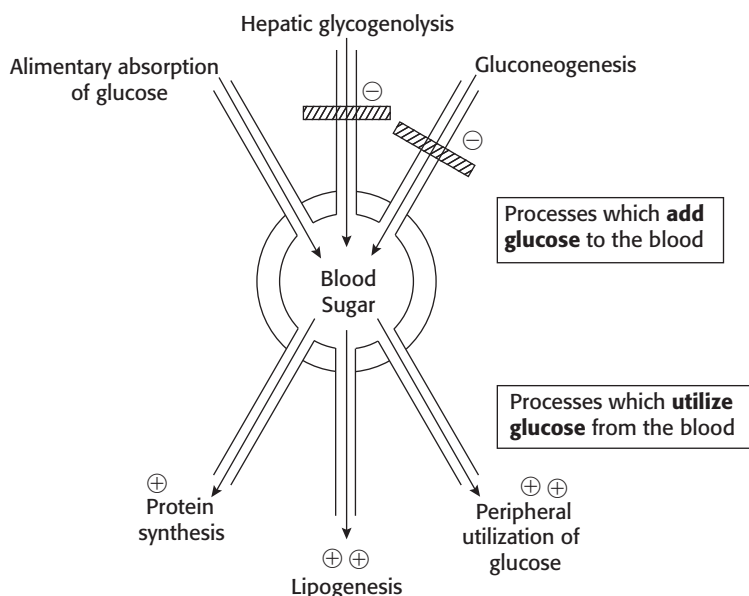 Hepatic glycogenolysis
Alimentary absorption
of glucose
Gluconeogenesis
⊖
⊖
Processes which add
glucose to the blood
Blood
Sugar
Processes which utilize
glucose from the blood
⊕
Protein
synthesis
⊕ ⊕
Lipogenesis
⊕ ⊕
Peripheral
utilization of
glucose